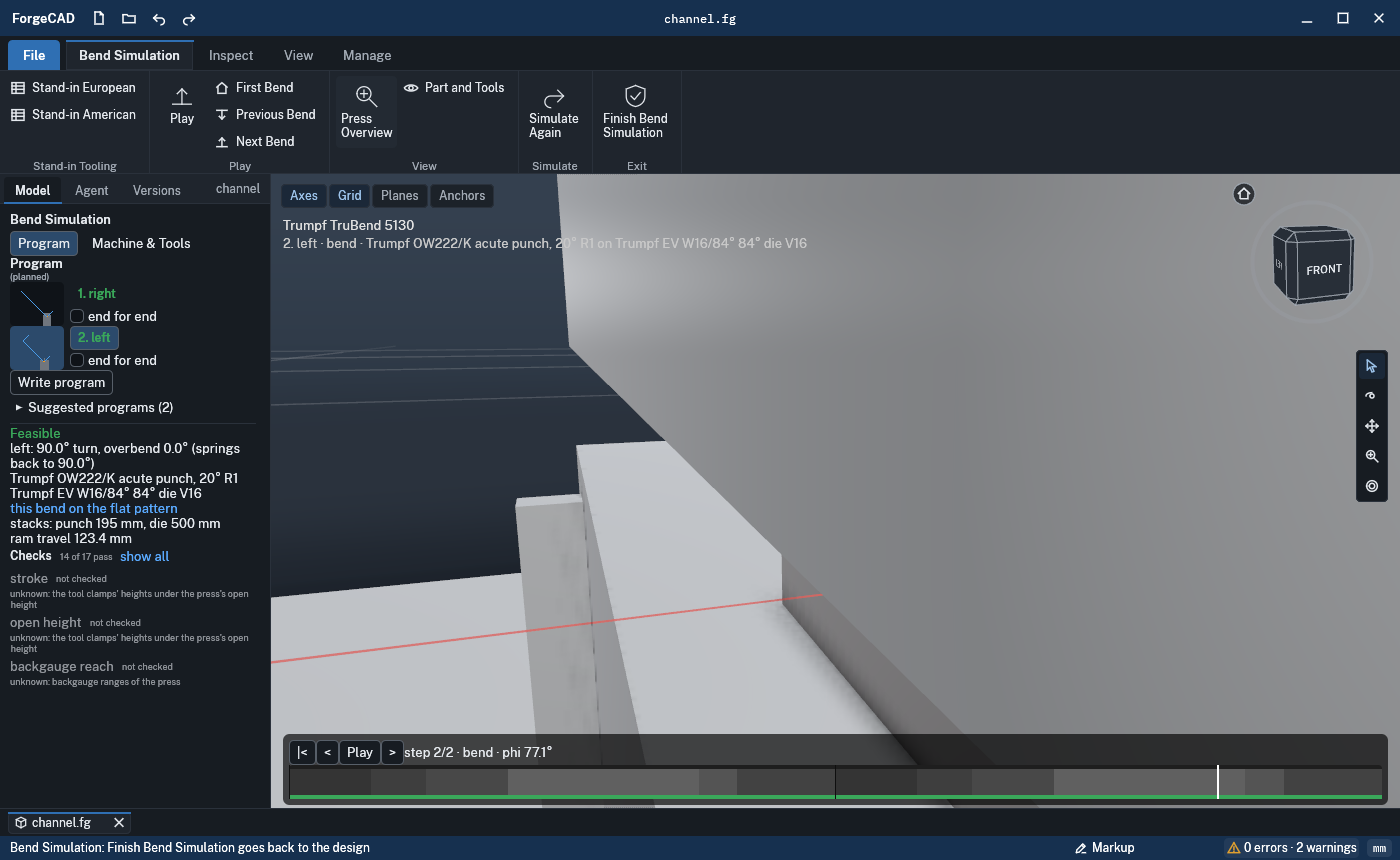 ForgeCAD
channel.fg
File
Bend Simulation
Inspect
View
Manage
Stand-in European
Stand-in American
Stand-in Tooling
Play
First Bend
Previous Bend
Next Bend
Play
Press Overview
Part and Tools
View
Simulate Again
Simulate
Finish Bend Simulation
Exit
Model
Agent
Versions
channel
Bend Simulation
Program
Machine & Tools
Program
(planned)
1. right
end for end
2. left
end for end
Write program
Suggested programs (2)
Feasible
left: 90.0° turn, overbend 0.0° (springs
back to 90.0°)
Trumpf OW222/K acute punch, 20° R1
Trumpf EV W16/84° 84° die V16
this bend on the flat pattern
stacks: punch 195 mm, die 500 mm
ram travel 123.4 mm
Checks 14 of 17 pass show all
stroke not checked
unknown: the tool clamps' heights under the press's open
height
open height not checked
unknown: the tool clamps' heights under the press's open
height
backgauge reach not checked
unknown: backgauge ranges of the press
Axes
Grid
Planes
Anchors
Trumpf TruBend 5130
2. left · bend · Trumpf OW222/K acute punch, 20° R1 on Trumpf EV W16/84° 84° die V16
FRONT
|<
<
Play
>
step 2/2 · bend · phi 77.1°
channel.fg
Bend Simulation: Finish Bend Simulation goes back to the design
Markup
0 errors · 2 warnings
mm